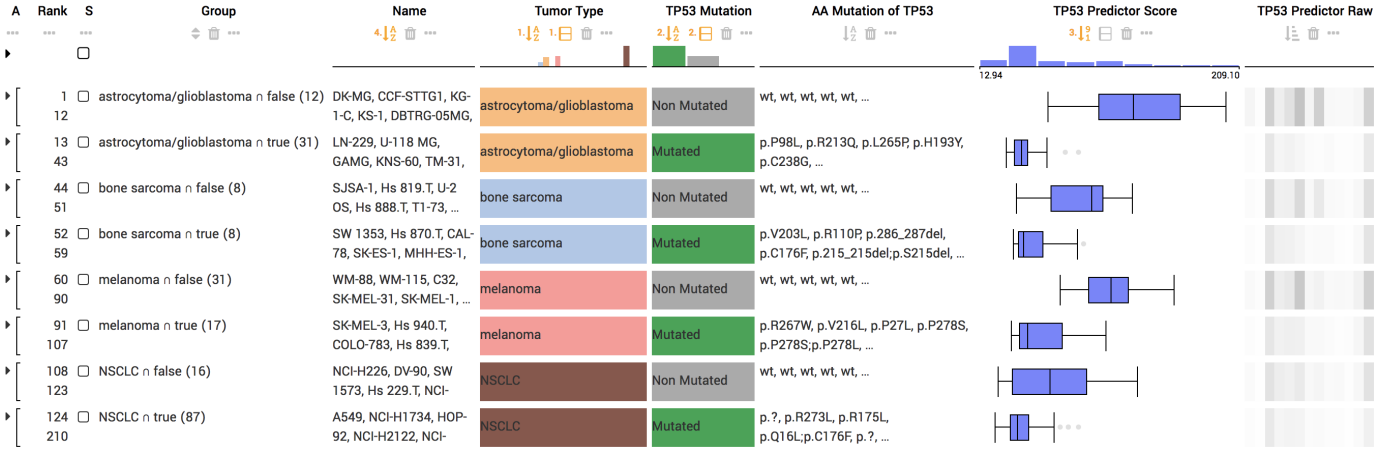 A Rank S Group Name Tumor Type TP53 Mutation AA Mutation of TP53 TP53 Predictor Score TP53 Predictor Raw
4. A Z 1. A Z 1. 2. A Z 2. A Z 3. 9 1
12.94 209.10
1 astrocytoma/glioblastoma ∩ false (12) DK-MG, CCF-STTG1, KG- astrocytoma/glioblastoma Non Mutated wt, wt, wt, wt, wt, ...
12 1-C, KS-1, DBTRG-05MG,
13 astrocytoma/glioblastoma ∩ true (31) LN-229, U-118 MG, astrocytoma/glioblastoma Mutated p.P98L, p.R213Q, p.L265P, p.H193Y,
43 GAMG, KNS-60, TM-31, p.C238G, ...
44 bone sarcoma ∩ false (8) SJSA-1, Hs 819.T, U-2 bone sarcoma Non Mutated wt, wt, wt, wt, wt, ...
51 OS, Hs 888.T, T1-73, ...
52 bone sarcoma ∩ true (8) SW 1353, Hs 870.T, CAL- bone sarcoma Mutated p.V203L, p.R110P, p.286_287del,
59 78, SK-ES-1, MHH-ES-1, p.C176F, p.215_215del;p.S215del, ...
60 melanoma ∩ false (31) WM-88, WM-115, C32, melanoma Non Mutated wt, wt, wt, wt, wt, ...
90 SK-MEL-31, SK-MEL-1, ...
91 melanoma ∩ true (17) SK-MEL-3, Hs 940.T, melanoma Mutated p.R267W, p.V216L, p.P27L, p.P278S,
107 COLO-783, Hs 839.T, p.P278S;p.P278L, ...
108 NSCLC ∩ false (16) NCI-H226, DV-90, SW NSCLC Non Mutated wt, wt, wt, wt, wt, ...
123 1573, Hs 229.T, NCI-
124 NSCLC ∩ true (87) A549, NCI-H1734, HOP- NSCLC Mutated p.?, p.R273L, p.R175L,
210 92, NCI-H2122, NCI- p.Q16L;p.C176F, p.?, ...